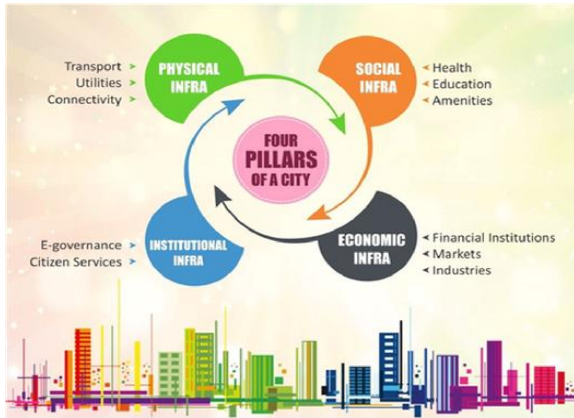 Transport
Utilities
Connectivity
PHYSICAL
INFRA
SOCIAL
INFRA
Health
Education
Amenities
FOUR
PILLARS
OF A CITY
E-governance
Citizen Services
INSTITUTIONAL
INFRA
ECONOMIC
INFRA
Financial Institutions
Markets
Industries